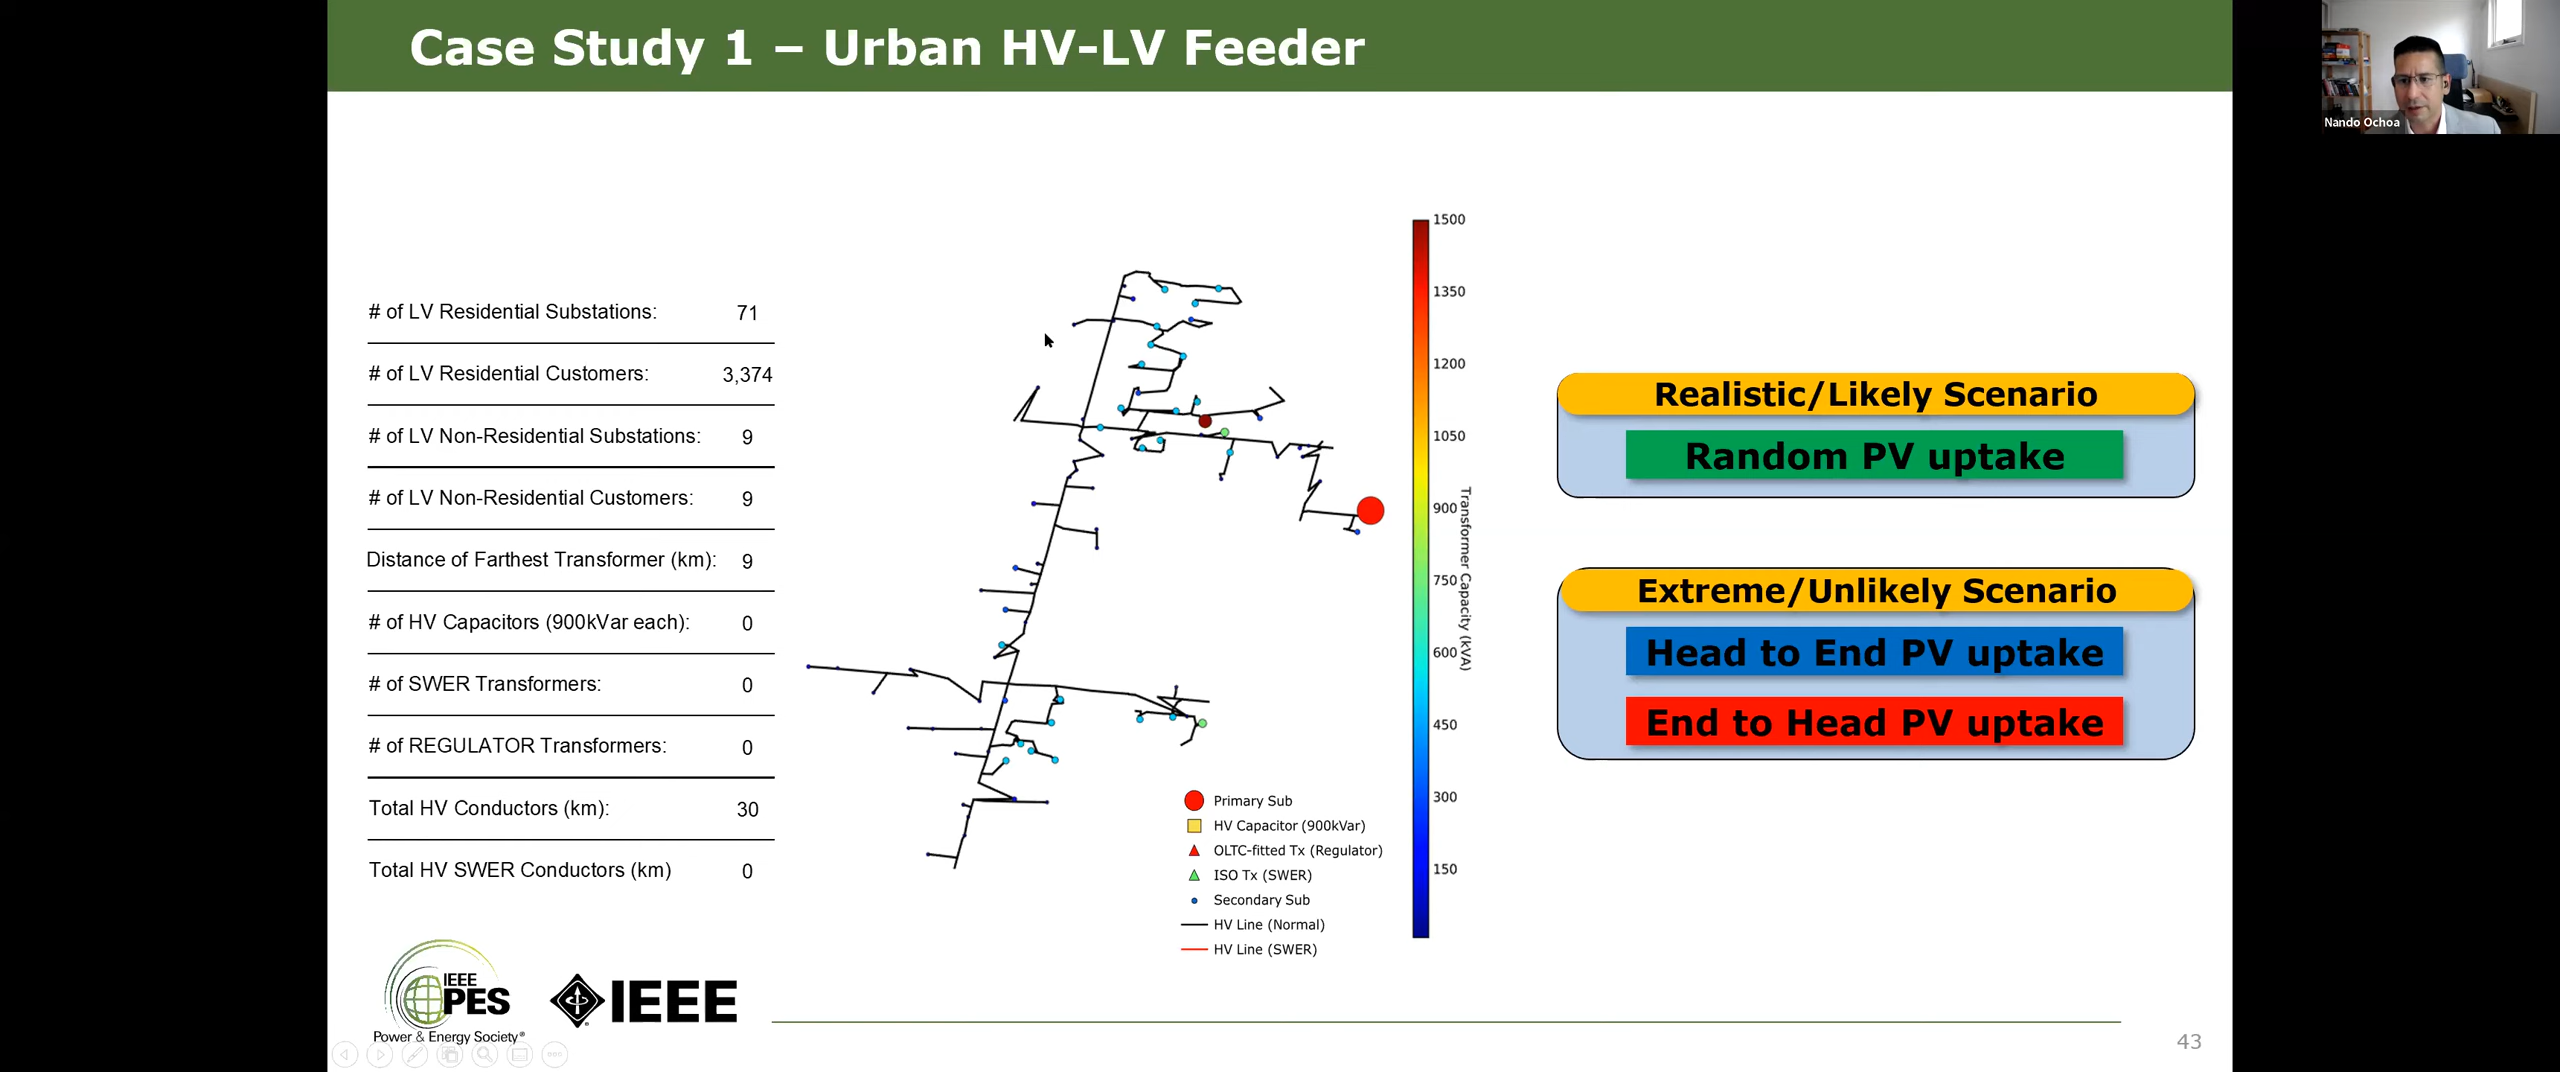 Case Study 1 – Urban HV-LV Feeder
Nando Ochoa
# of LV Residential Substations: 71
# of LV Residential Customers: 3,374
# of LV Non-Residential Substations: 9
# of LV Non-Residential Customers: 9
Distance of Farthest Transformer (km): 9
# of HV Capacitors (900kVar each): 0
# of SWER Transformers: 0
# of REGULATOR Transformers: 0
Total HV Conductors (km): 30
Total HV SWER Conductors (km) 0
Primary Sub
HV Capacitor (900kVar)
OLTC-fitted Tx (Regulator)
ISO Tx (SWER)
Secondary Sub
HV Line (Normal)
HV Line (SWER)
1500
1350
1200
1050
900
750
600
450
300
150
Transformer Capacity (kVA)
Realistic/Likely Scenario
Random PV uptake
Extreme/Unlikely Scenario
Head to End PV uptake
End to Head PV uptake
IEEE
PES
Power & Energy Society®
IEEE
43